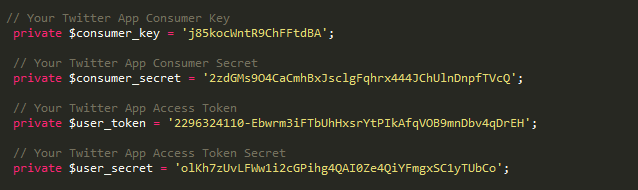 // Your Twitter App Consumer Key
private $consumer_key = 'j85kocWntR9ChFFtdBA';
// Your Twitter App Consumer Secret
private $consumer_secret = '2zdGMs9O4CaCmhBxJsclgFqhrx444JChUlnDnpfTVcQ';
// Your Twitter App Access Token
private $user_token = '2296324110-Ebwrm3iFTbUhHxsrYtPIkAfqVOB9mnDbv4qDrEH';
// Your Twitter App Access Token Secret
private $user_secret = 'olKh7zUvLFWw1i2cGPihg4QAI0Ze4QiYFmgxSC1yTUbCo';